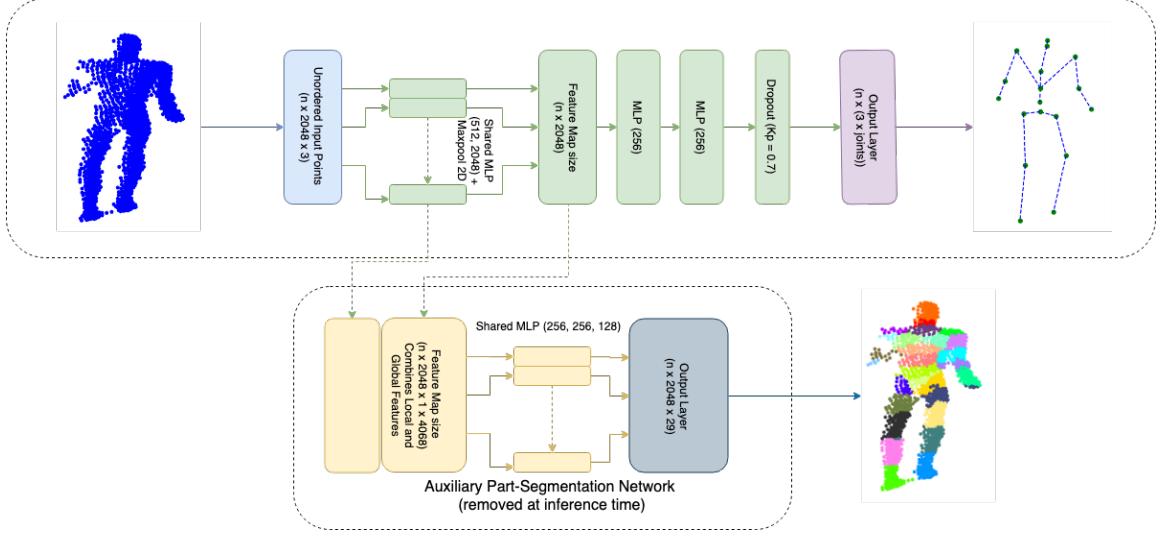 Unordered Input Points
(n x 2048 x 3)
Shared MLP
(512, 2048) +
Maxpool 2D
Feature Map size
(n x 2048)
MLP (256)
MLP (256)
Dropout (Kp = 0.7)
Output Layer
(n x (3 x joints))
Feature Map size
(n x 2048 x 1 x 4068)
Combines Local and
Global Features
Shared MLP (256, 256, 128)
Output Layer
(n x 2048 x 29)
Auxiliary Part-Segmentation Network
(removed at inference time)